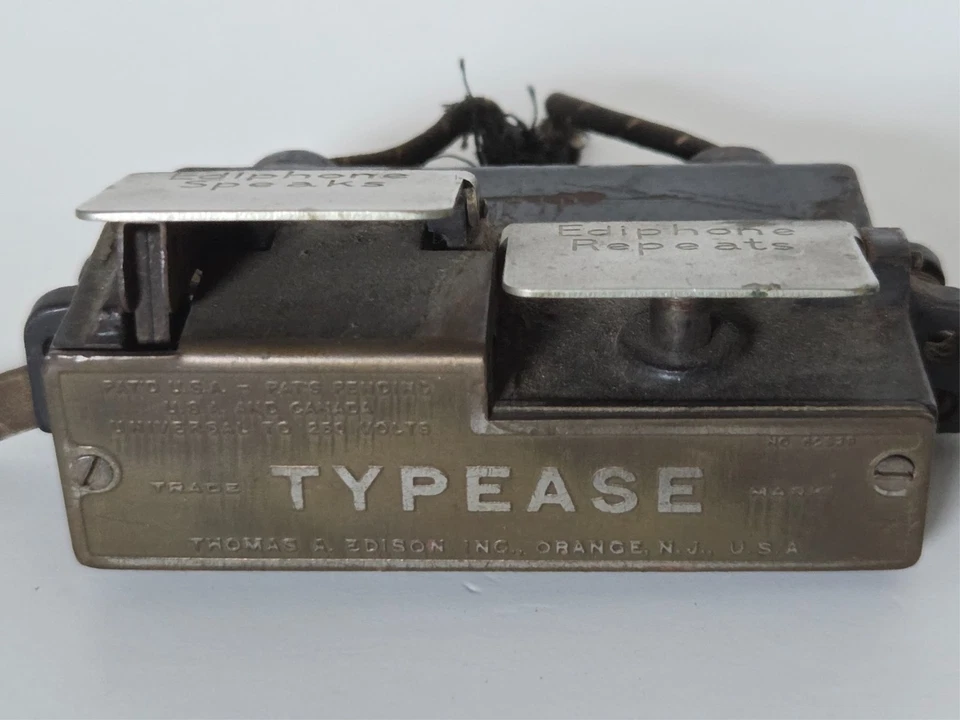 Ediphone
Speaks
Ediphone
Repeats
PAT'D U.S.A. - PAT'S PENDING
U.S.A. AND CANADA
UNIVERSAL TO 250 VOLTS
NO.
TRADE TYPEASE MARK
THOMAS A. EDISON INC., ORANGE, N.J., U.S.A